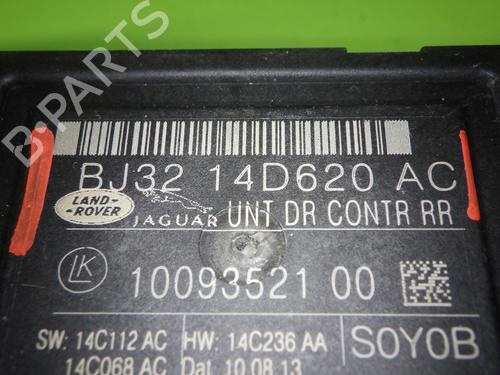 B-PARTS
BJ32 14D620 AC
LAND-ROVER
JAGUAR
UNT DR CONTR RR
LK
10093521 00
SW: 14C112 AC
14C068 AC
HW: 14C236 AA
Dat. 10.08.13
SOYOB